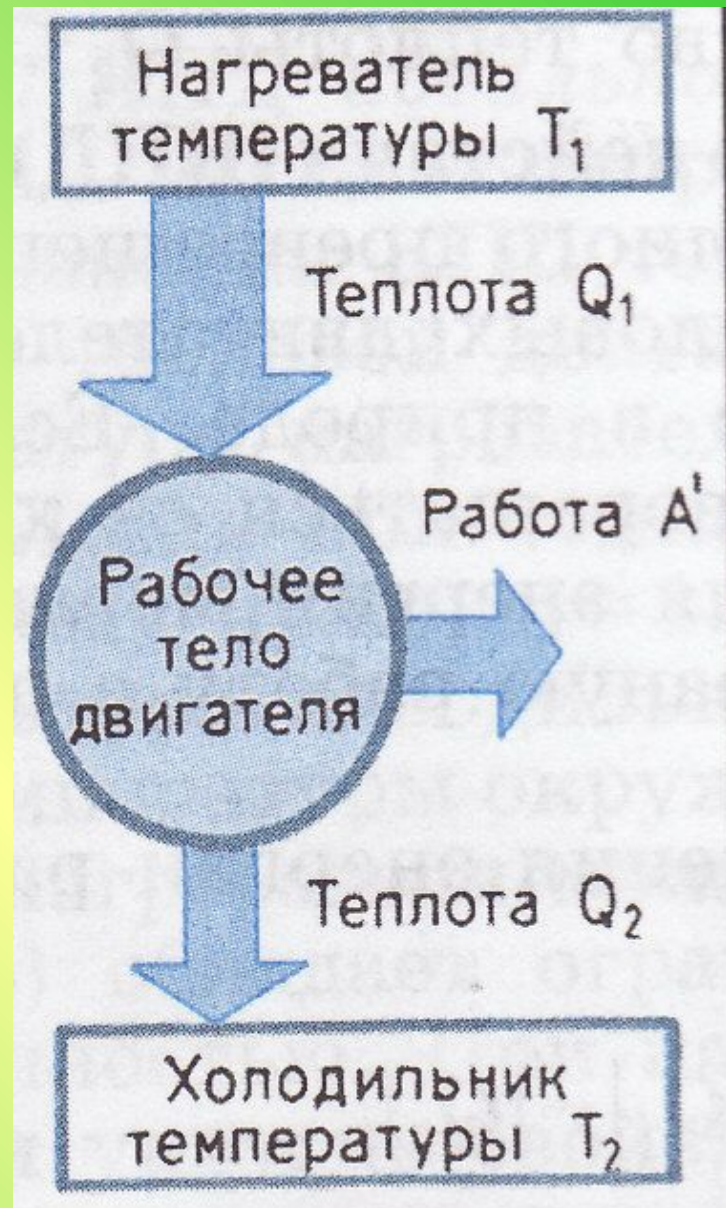 Нагреватель
температуры T₁
Теплота Q₁
Работа A'
Рабочее
тело
двигателя
Теплота Q₂
Холодильник
температуры T₂